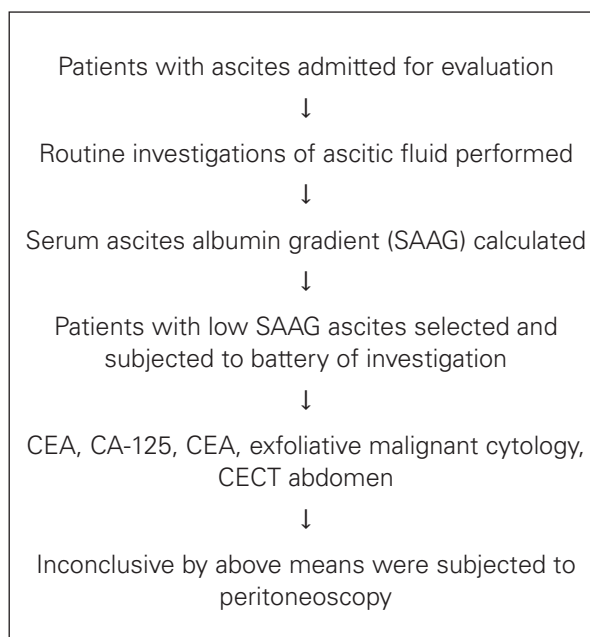 Patients with ascites admitted for evaluation
↓
Routine investigations of ascitic fluid performed
↓
Serum ascites albumin gradient (SAAG) calculated
↓
Patients with low SAAG ascites selected and
subjected to battery of investigation
↓
CEA, CA-125, CEA, exfoliative malignant cytology,
CECT abdomen
↓
Inconclusive by above means were subjected to
peritoneoscopy